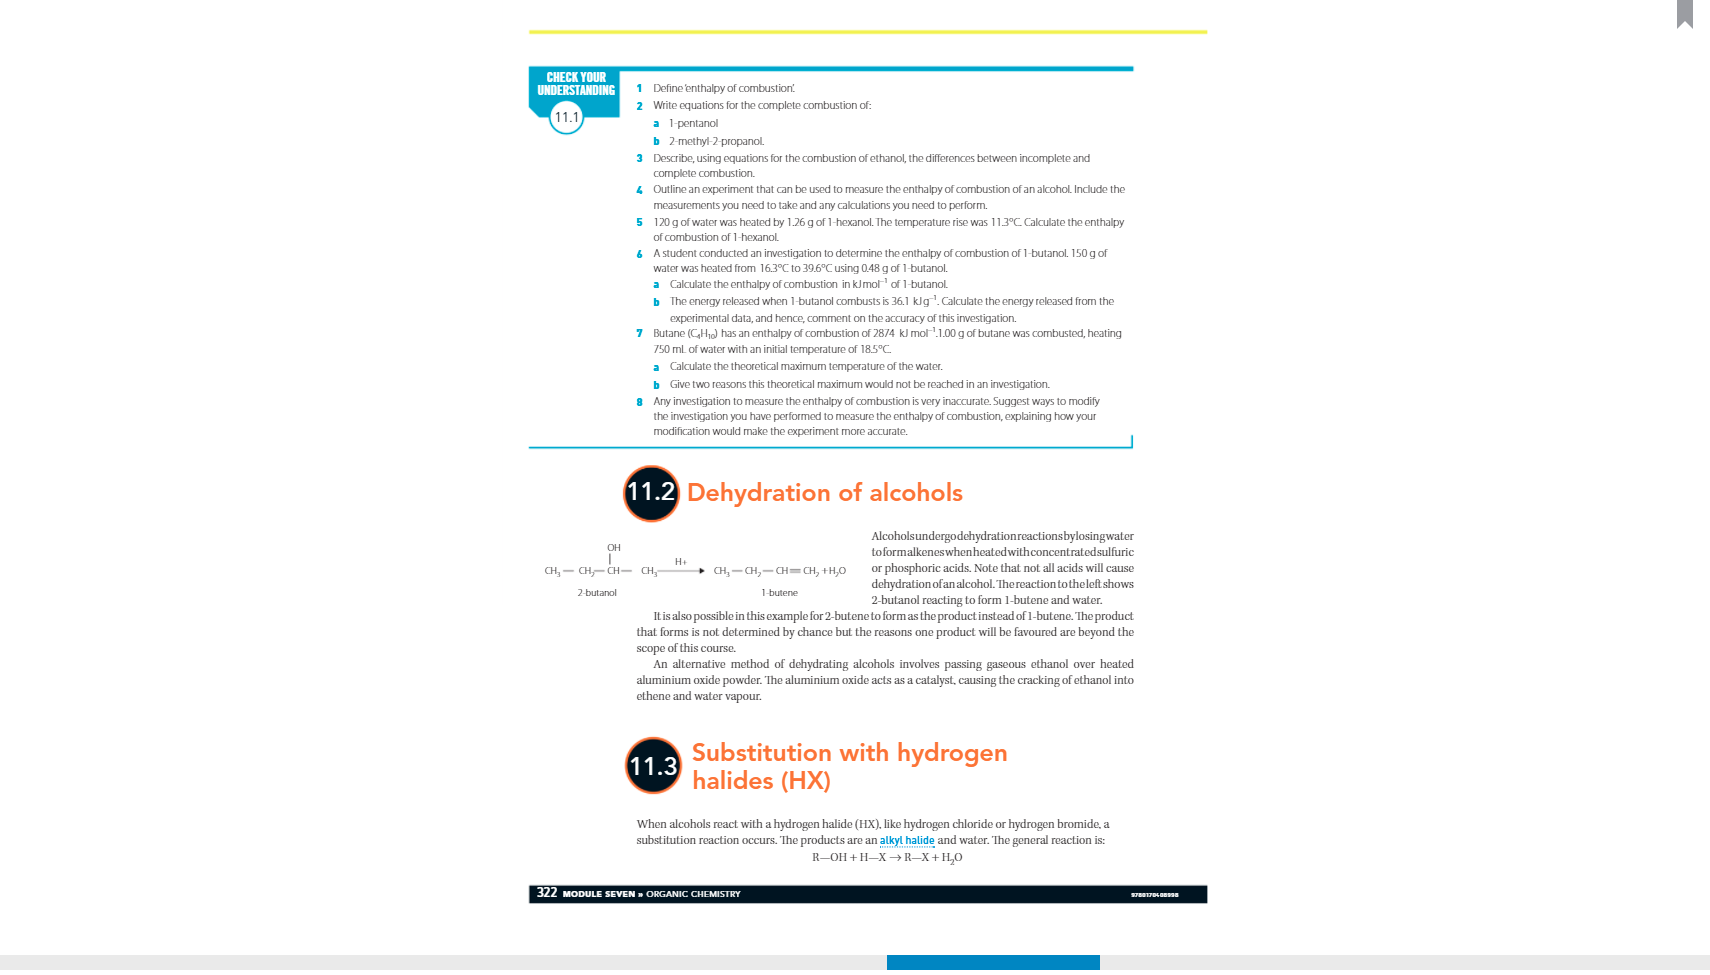 CHECK YOUR
UNDERSTANDING
11.1
1 Define 'enthalpy of combustion'.
2 Write equations for the complete combustion of:
a 1-pentanol
b 2-methyl-2-propanol.
3 Describe, using equations for the combustion of ethanol, the differences between incomplete and
complete combustion.
4 Outline an experiment that can be used to measure the enthalpy of combustion of an alcohol. Include the
measurements you need to take and any calculations you need to perform.
5 120 g of water was heated by 1.26 g of 1-hexanol. The temperature rise was 11.3°C. Calculate the enthalpy
of combustion of 1-hexanol.
6 A student conducted an investigation to determine the enthalpy of combustion of 1-butanol. 150 g of
water was heated from 16.3°C to 39.6°C using 0.48 g of 1-butanol.
a Calculate the enthalpy of combustion in kJ mol⁻¹ of 1-butanol.
b The energy released when 1-butanol combusts is 36.1 kJ g⁻¹. Calculate the energy released from the
experimental data, and hence, comment on the accuracy of this investigation.
7 Butane (C₄H₁₀) has an enthalpy of combustion of 2874 kJ mol⁻¹.1.00 g of butane was combusted, heating
750 mL of water with an initial temperature of 18.5°C.
a Calculate the theoretical maximum temperature of the water.
b Give two reasons this theoretical maximum would not be reached in an investigation.
8 Any investigation to measure the enthalpy of combustion is very inaccurate. Suggest ways to modify
the investigation you have performed to measure the enthalpy of combustion, explaining how your
modification would make the experiment more accurate.
11.2 Dehydration of alcohols
OH
CH₃ — CH₂ — CH — CH₃ H+ → CH₃ — CH₂ — CH = CH₂ + H₂O
2-butanol 1-butene
Alcohols undergo dehydration reactions by losing water
to form alkenes when heated with concentrated sulfuric
or phosphoric acids. Note that not all acids will cause
dehydration of an alcohol. The reaction to the left shows
2-butanol reacting to form 1-butene and water.
It is also possible in this example for 2-butene to form as the product instead of 1-butene. The product
that forms is not determined by chance but the reasons one product will be favoured are beyond the
scope of this course.
An alternative method of dehydrating alcohols involves passing gaseous ethanol over heated
aluminium oxide powder. The aluminium oxide acts as a catalyst, causing the cracking of ethanol into
ethene and water vapour.
11.3 Substitution with hydrogen
halides (HX)
When alcohols react with a hydrogen halide (HX), like hydrogen chloride or hydrogen bromide, a
substitution reaction occurs. The products are an alkyl halide and water. The general reaction is:
R—OH + H—X → R—X + H₂O
322 MODULE SEVEN » ORGANIC CHEMISTRY
9780170408998